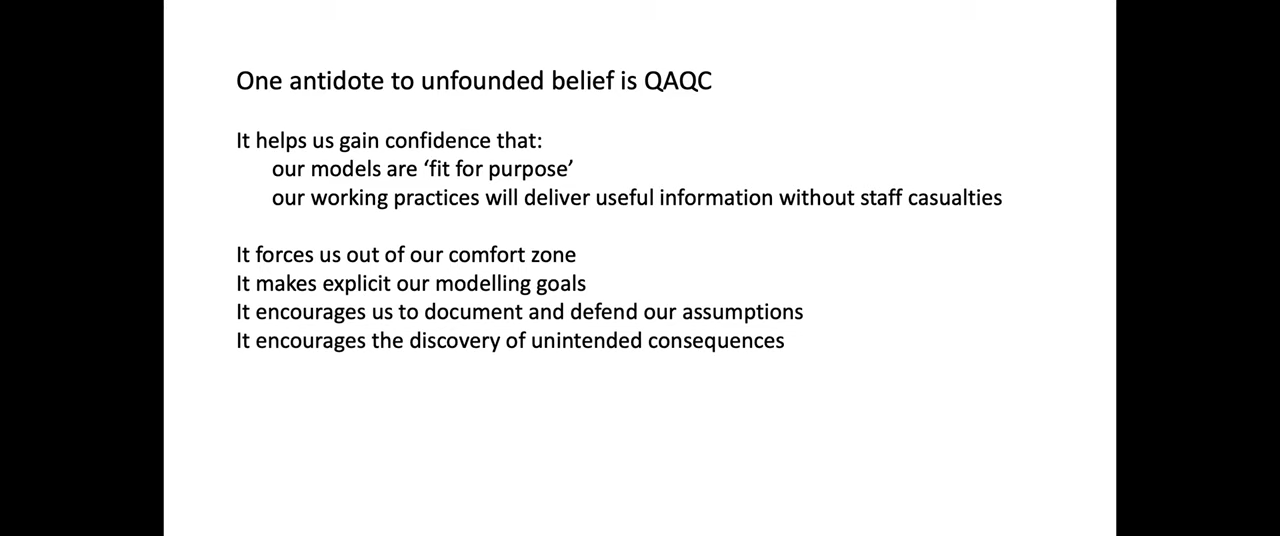 One antidote to unfounded belief is QAQC
It helps us gain confidence that:
our models are ‘fit for purpose’
our working practices will deliver useful information without staff casualties
It forces us out of our comfort zone
It makes explicit our modelling goals
It encourages us to document and defend our assumptions
It encourages the discovery of unintended consequences